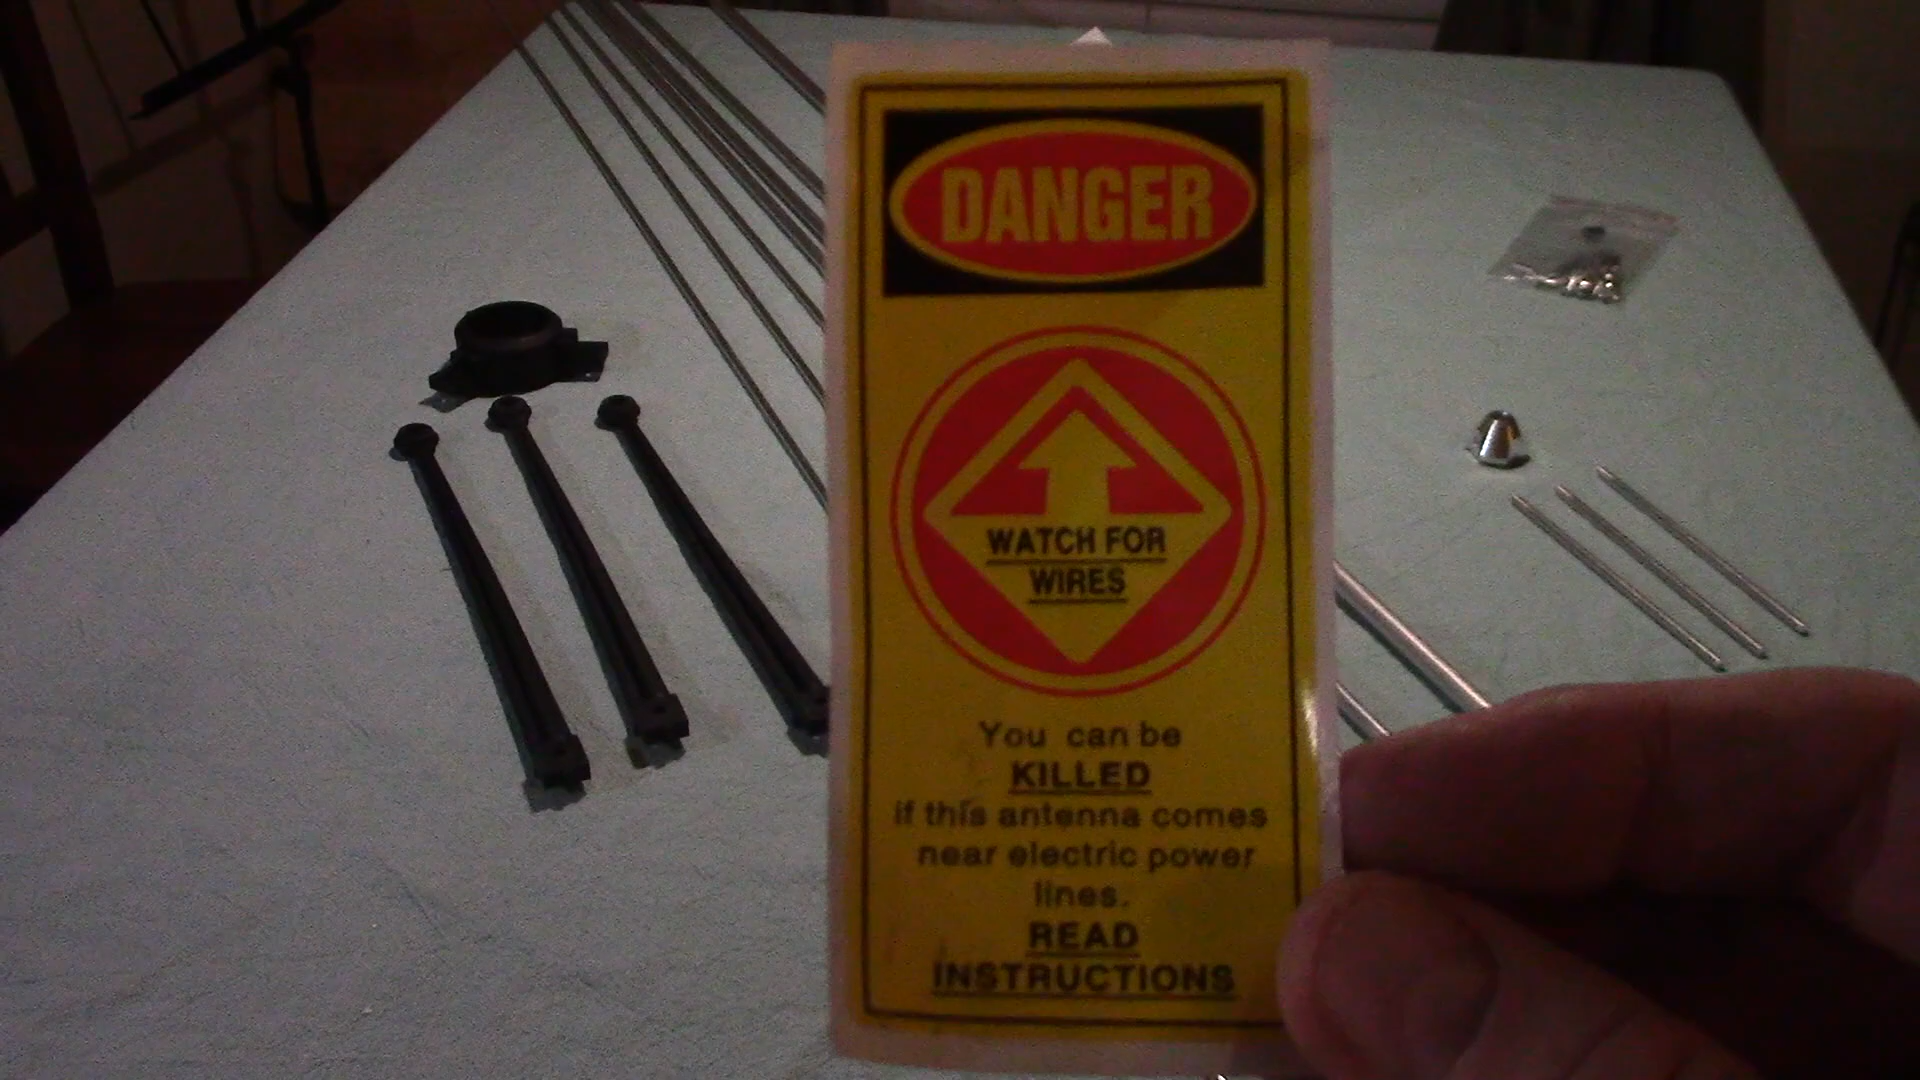 DANGER
WATCH FOR
WIRES
You can be
KILLED
if this antenna comes
near electric power
lines.
READ
INSTRUCTIONS